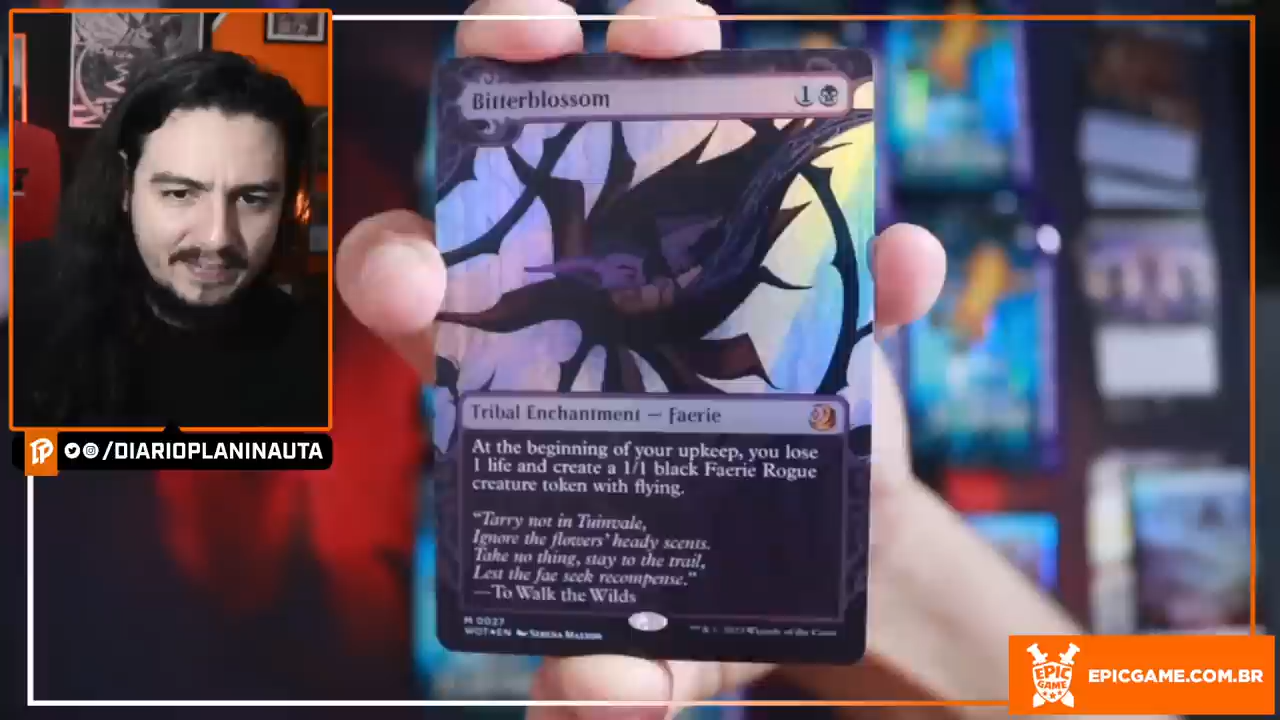 Bitterblossom 1
Tribal Enchantment — Faerie
At the beginning of your upkeep, you lose
1 life and create a 1/1 black Faerie Rogue
creature token with flying.
"Tarry not in Tuinvale,
Ignore the flowers' heady scents.
Take no thing, stay to the trail,
Lest the fae seek recompense."
—To Walk the Wilds
M 0027
WOT EN
/DIARIOPLANINAUTA
EPIC
GAME
EPICGAME.COM.BR